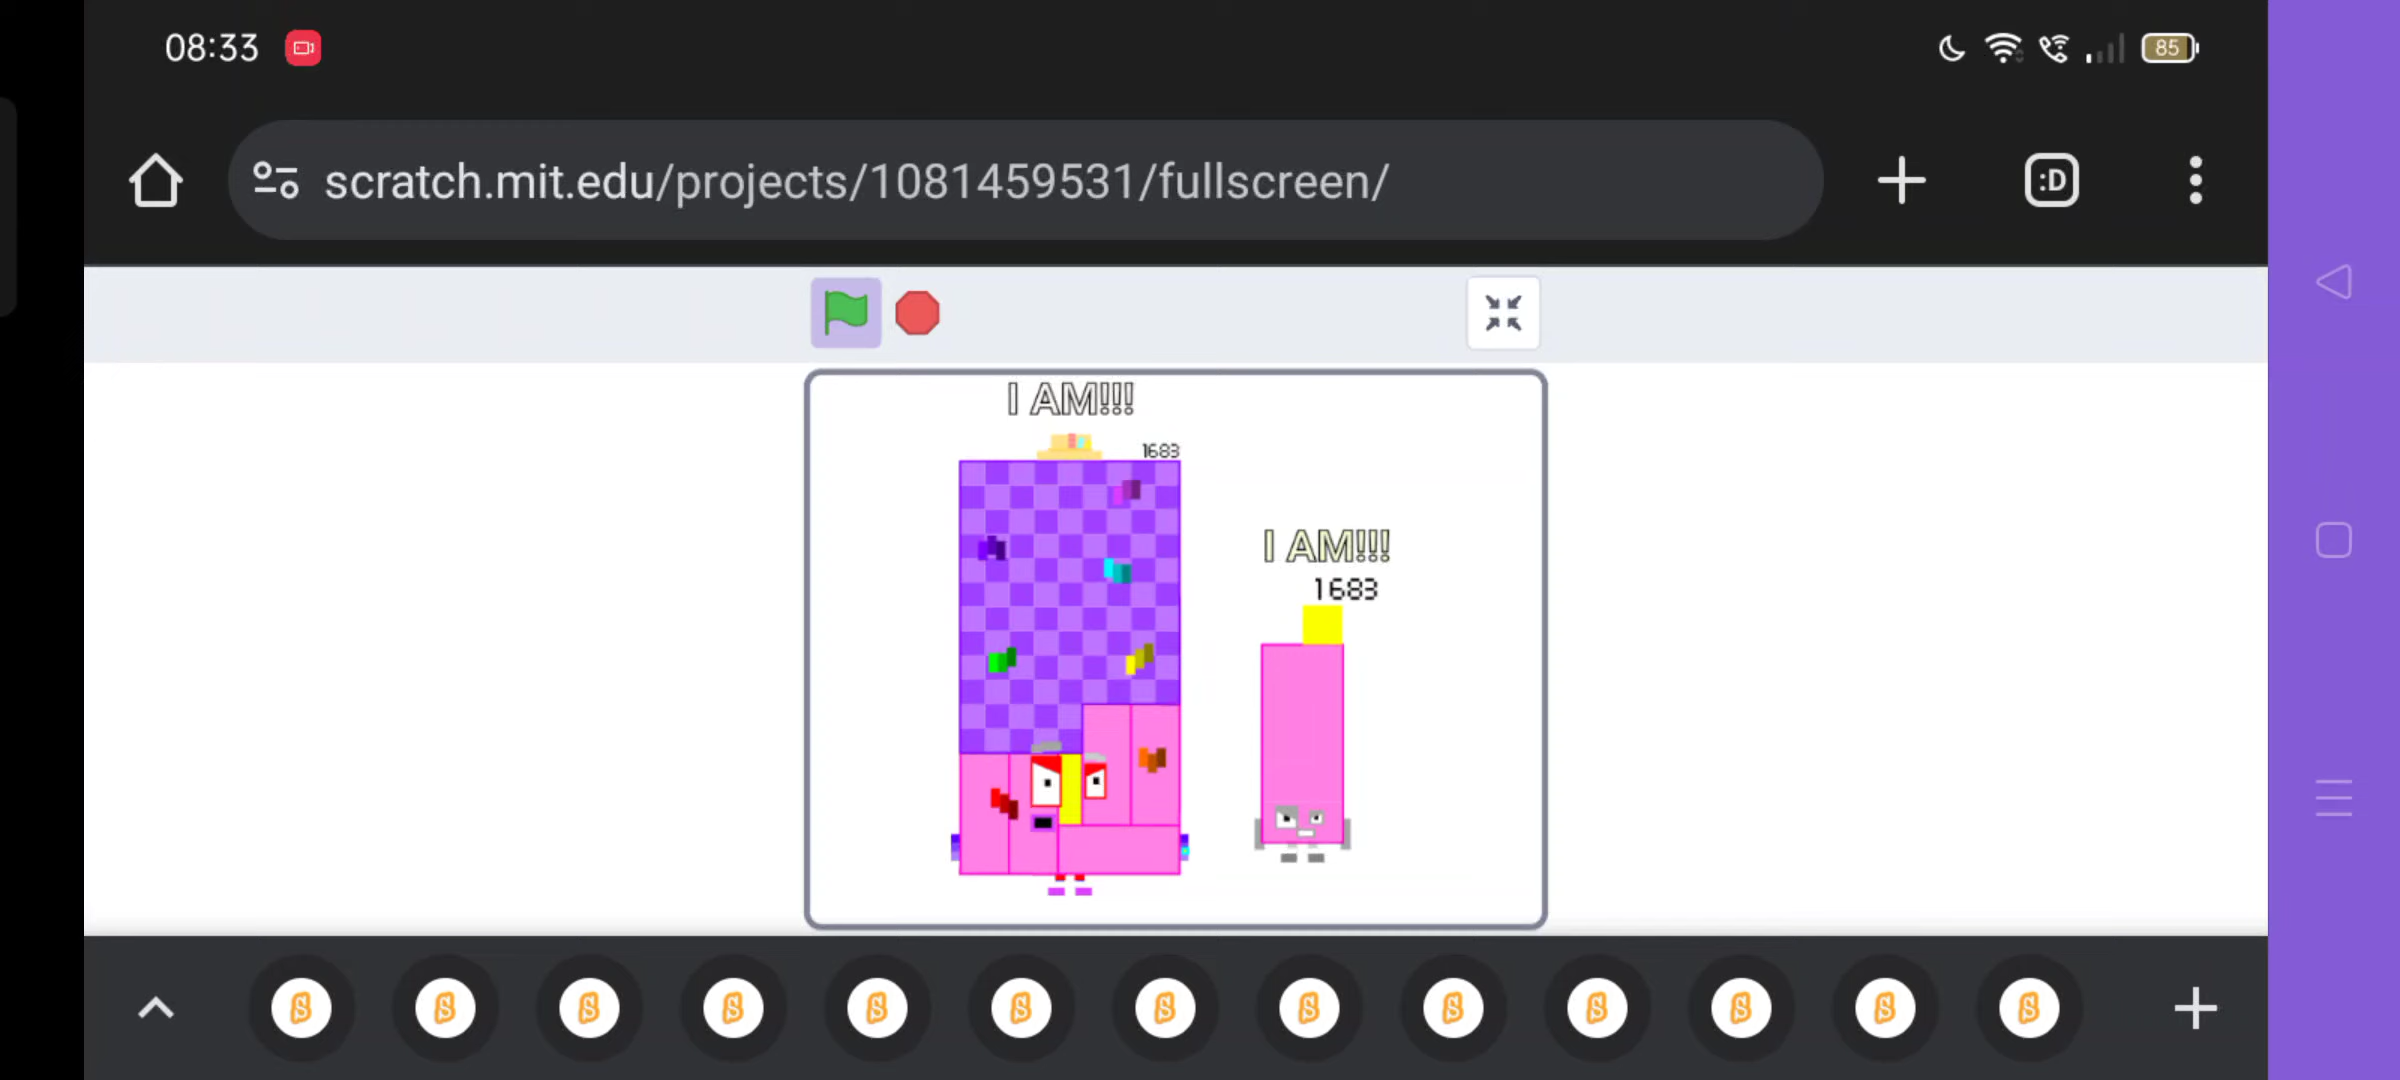 08:33
85
scratch.mit.edu/projects/1081459531/fullscreen/
:D
I AM!!!
1683
I AM!!!
1683